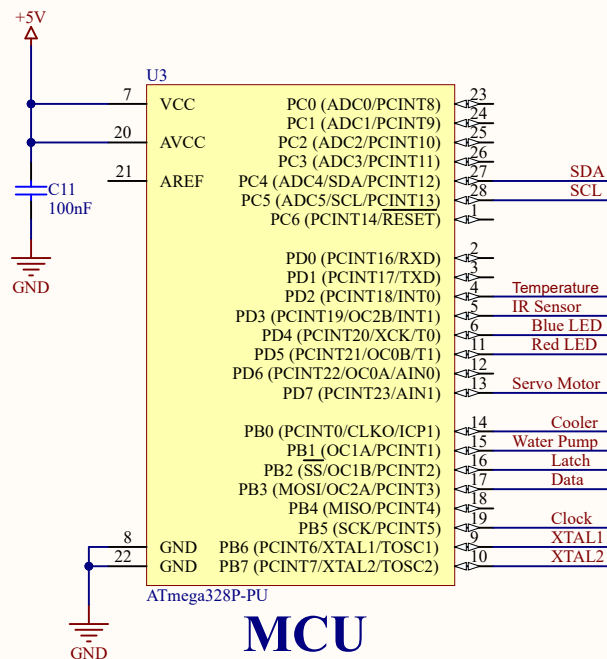 +5V
U3
7 VCC PC0 (ADC0/PCINT8) 23
PC1 (ADC1/PCINT9) 24
20 AVCC PC2 (ADC2/PCINT10) 25
PC3 (ADC3/PCINT11) 26
21 AREF PC4 (ADC4/SDA/PCINT12) 27 SDA
C11 PC5 (ADC5/SCL/PCINT13) 28 SCL
100nF PC6 (PCINT14/RESET) 1
GND
PD0 (PCINT16/RXD) 2
PD1 (PCINT17/TXD) 3
PD2 (PCINT18/INT0) 4 Temperature
PD3 (PCINT19/OC2B/INT1) 5 IR Sensor
PD4 (PCINT20/XCK/T0) 6 Blue LED
PD5 (PCINT21/OC0B/T1) 11 Red LED
PD6 (PCINT22/OC0A/AIN0) 12
PD7 (PCINT23/AIN1) 13 Servo Motor
PB0 (PCINT0/CLKO/ICP1) 14 Cooler
PB1 (OC1A/PCINT1) 15 Water Pump
PB2 (SS/OC1B/PCINT2) 16 Latch
PB3 (MOSI/OC2A/PCINT3) 17 Data
PB4 (MISO/PCINT4) 18
PB5 (SCK/PCINT5) 19 Clock
8 GND PB6 (PCINT6/XTAL1/TOSC1) 9 XTAL1
22 GND PB7 (PCINT7/XTAL2/TOSC2) 10 XTAL2
ATmega328P-PU
MCU
GND